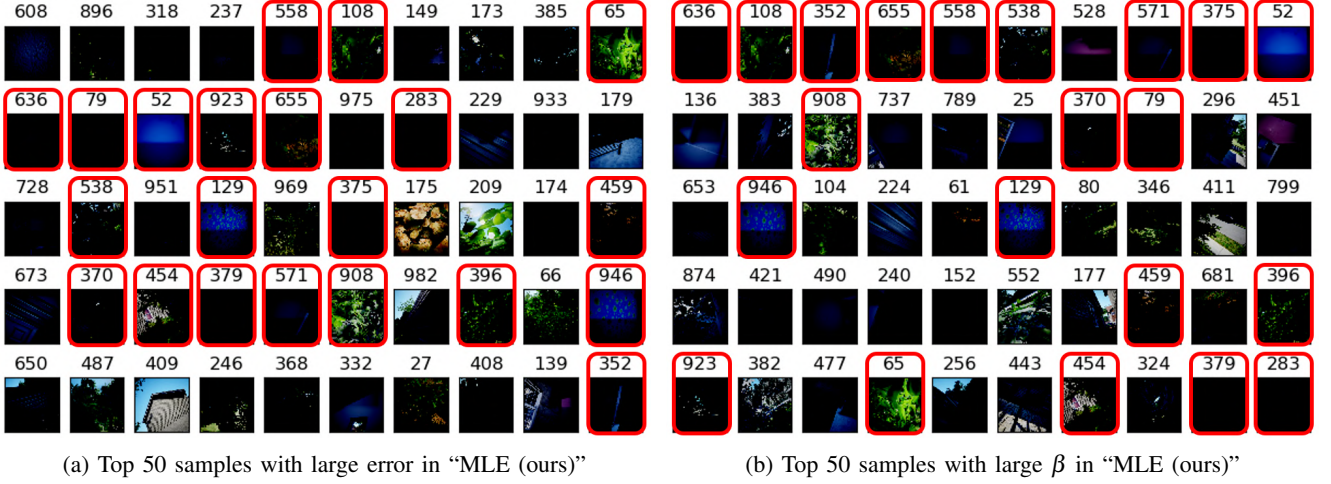 608 896 318 237 558 108 149 173 385 65
636 79 52 923 655 975 283 229 933 179
728 538 951 129 969 375 175 209 174 459
673 370 454 379 571 908 982 396 66 946
650 487 409 246 368 332 27 408 139 352
(a) Top 50 samples with large error in “MLE (ours)”
636 108 352 655 558 538 528 571 375 52
136 383 908 737 789 25 370 79 296 451
653 946 104 224 61 129 80 346 411 799
874 421 490 240 152 552 177 459 681 396
923 382 477 65 256 443 454 324 379 283
(b) Top 50 samples with large β in “MLE (ours)”